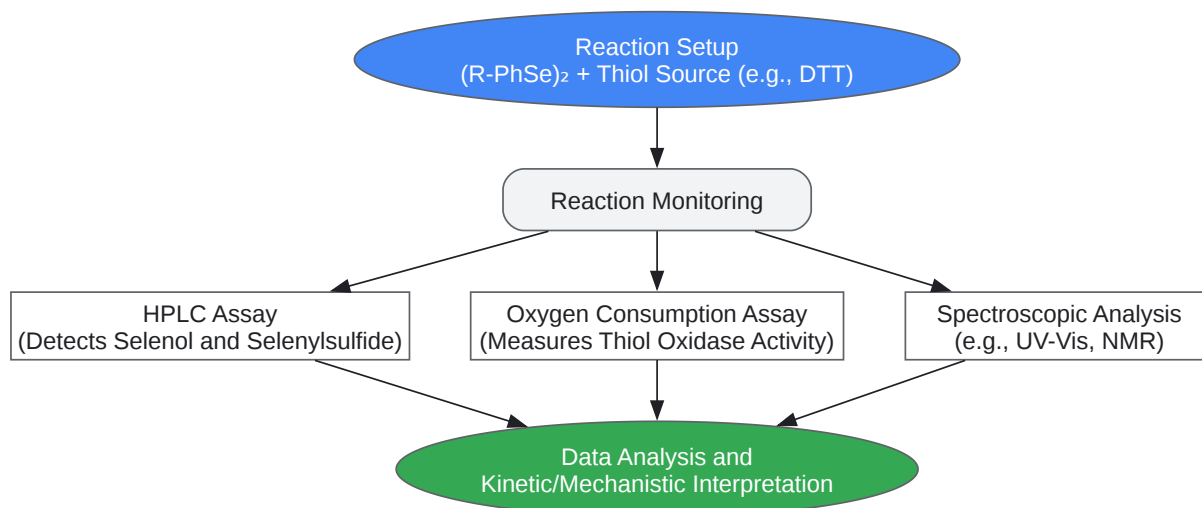 Reaction Setup
(R-PhSe)₂ + Thiol Source (e.g., DTT)
Reaction Monitoring
HPLC Assay
(Detects Selenol and Selenylsulfide)
Oxygen Consumption Assay
(Measures Thiol Oxidase Activity)
Spectroscopic Analysis
(e.g., UV-Vis, NMR)
Data Analysis and
Kinetic/Mechanistic Interpretation